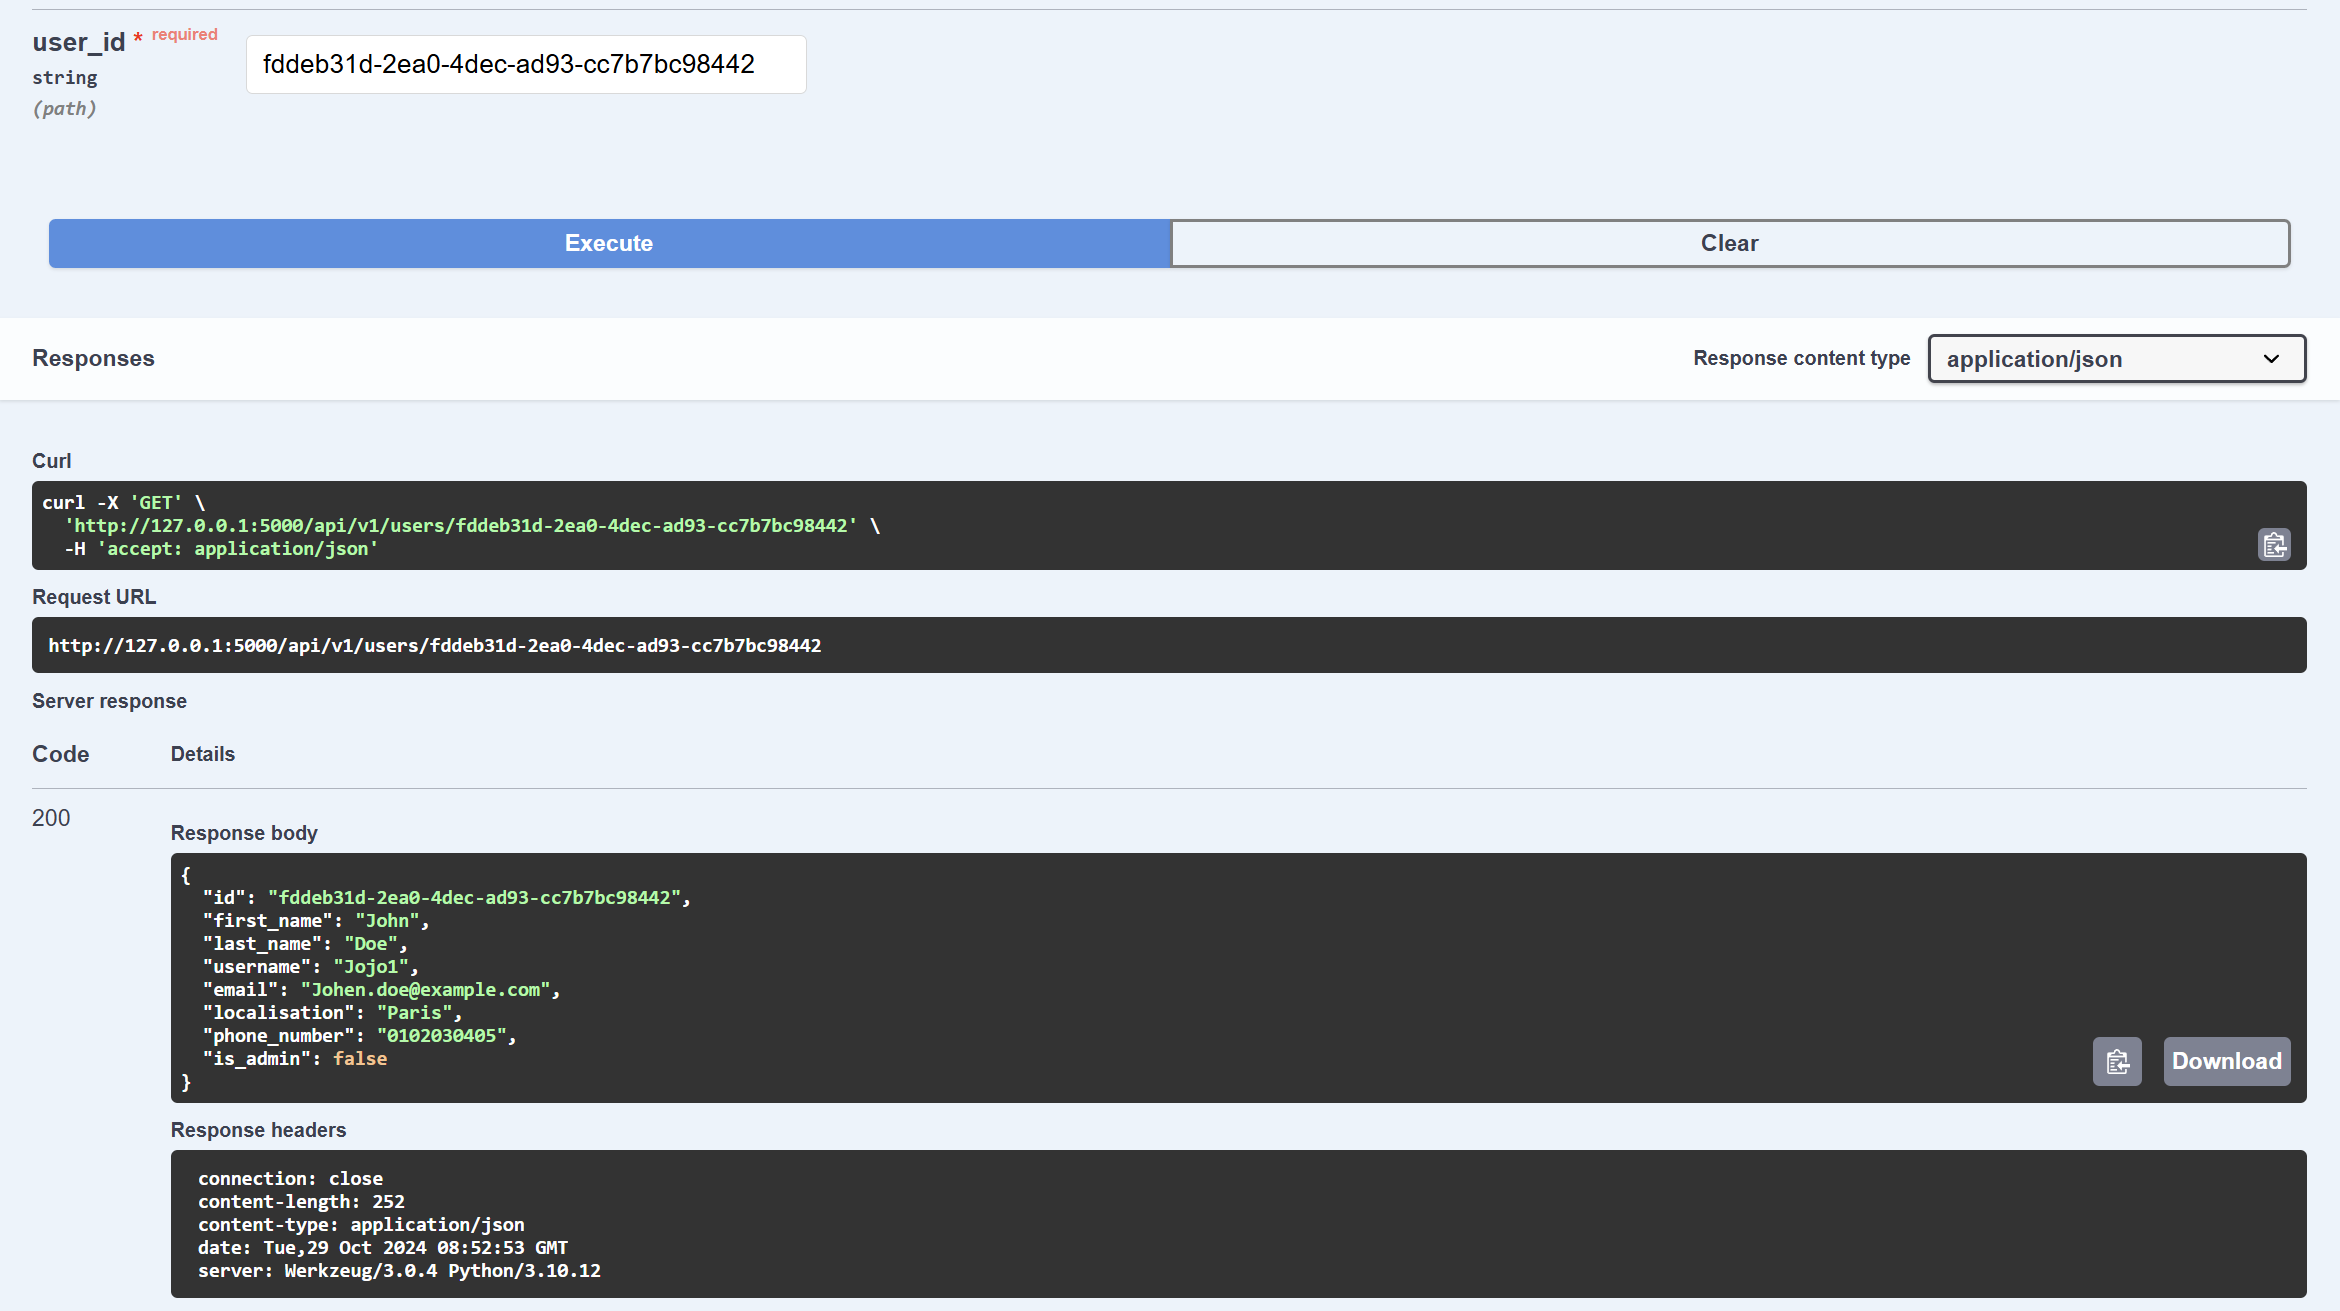 user_id * required
string
(path)
fddeb31d-2ea0-4dec-ad93-cc7b7bc98442
Execute
Clear
Responses
Response content type
application/json
Curl
curl -X 'GET' \
  'http://127.0.0.1:5000/api/v1/users/fddeb31d-2ea0-4dec-ad93-cc7b7bc98442' \
  -H 'accept: application/json'
Request URL
http://127.0.0.1:5000/api/v1/users/fddeb31d-2ea0-4dec-ad93-cc7b7bc98442
Server response
Code Details
200
Response body
{
  "id": "fddeb31d-2ea0-4dec-ad93-cc7b7bc98442",
  "first_name": "John",
  "last_name": "Doe",
  "username": "Jojo1",
  "email": "Johen.doe@example.com",
  "localisation": "Paris",
  "phone_number": "0102030405",
  "is_admin": false
}
Download
Response headers
connection: close
content-length: 252
content-type: application/json
date: Tue,29 Oct 2024 08:52:53 GMT
server: Werkzeug/3.0.4 Python/3.10.12